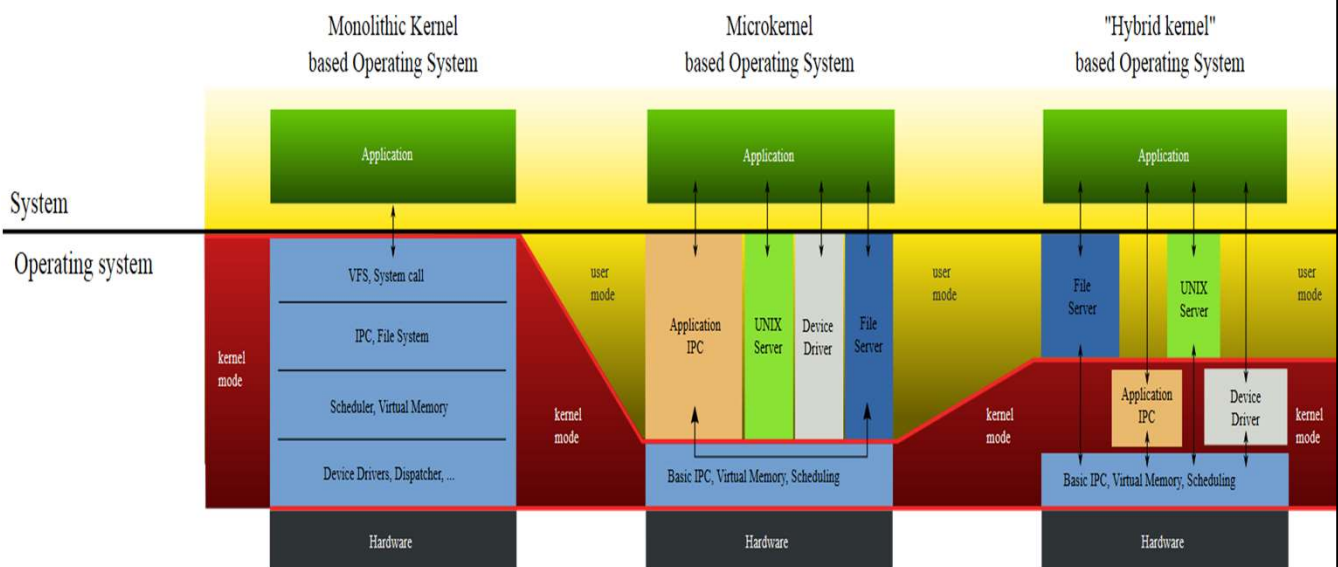 Monolithic Kernel
based Operating System
Microkernel
based Operating System
"Hybrid kernel"
based Operating System
Application
Application
Application
System
Operating system
VFS, System call
IPC, File System
Scheduler, Virtual Memory
Device Drivers, Dispatcher, ...
kernel
mode
user
mode
kernel
mode
Application
IPC
UNIX
Server
Device
Driver
File
Server
Basic IPC, Virtual Memory, Scheduling
user
mode
kernel
mode
File
Server
UNIX
Server
user
mode
Application
IPC
Device
Driver
kernel
mode
Basic IPC, Virtual Memory, Scheduling
Hardware
Hardware
Hardware